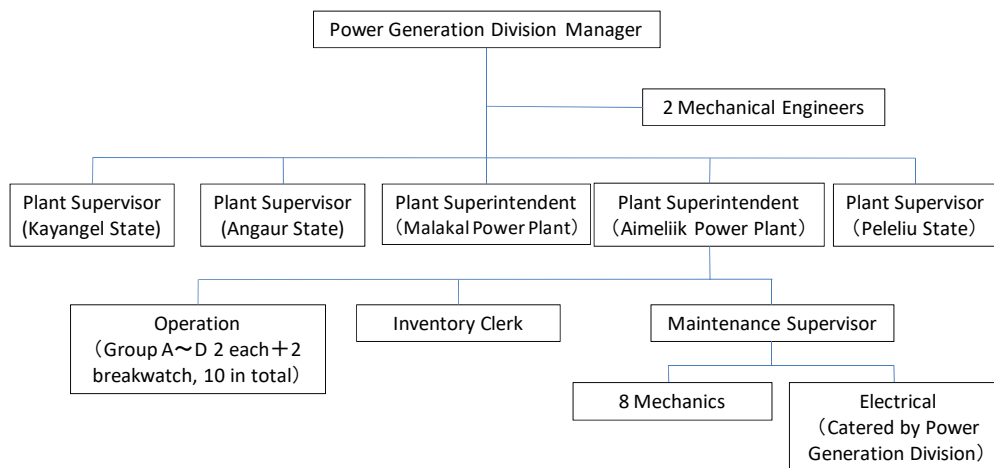 Power Generation Division Manager
2 Mechanical Engineers
Plant Supervisor
(Kayangel State)
Plant Supervisor
(Angaur State)
Plant Superintendent
（Malakal Power Plant）
Plant Superintendent
（Aimeliik Power Plant）
Plant Supervisor
(Peleliu State）
Operation
（Group A～D 2 each＋2
breakwatch, 10 in total）
Inventory Clerk
Maintenance Supervisor
8 Mechanics
Electrical
（Catered by Power
Generation Division）